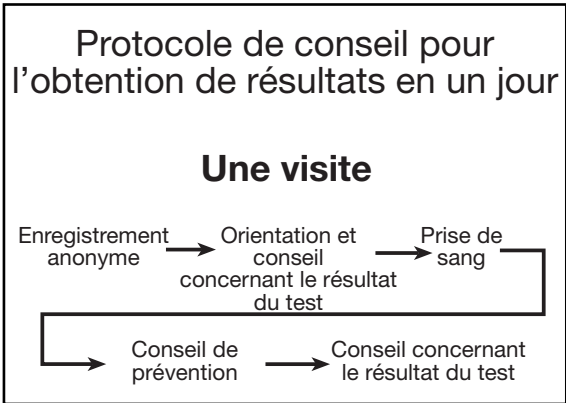 Protocole de conseil pour
l’obtention de résultats en un jour
Une visite
Enregistrement
anonyme
Orientation et
conseil
concernant le résultat
du test
Prise de
sang
Conseil de
prévention
Conseil concernant
le résultat du test